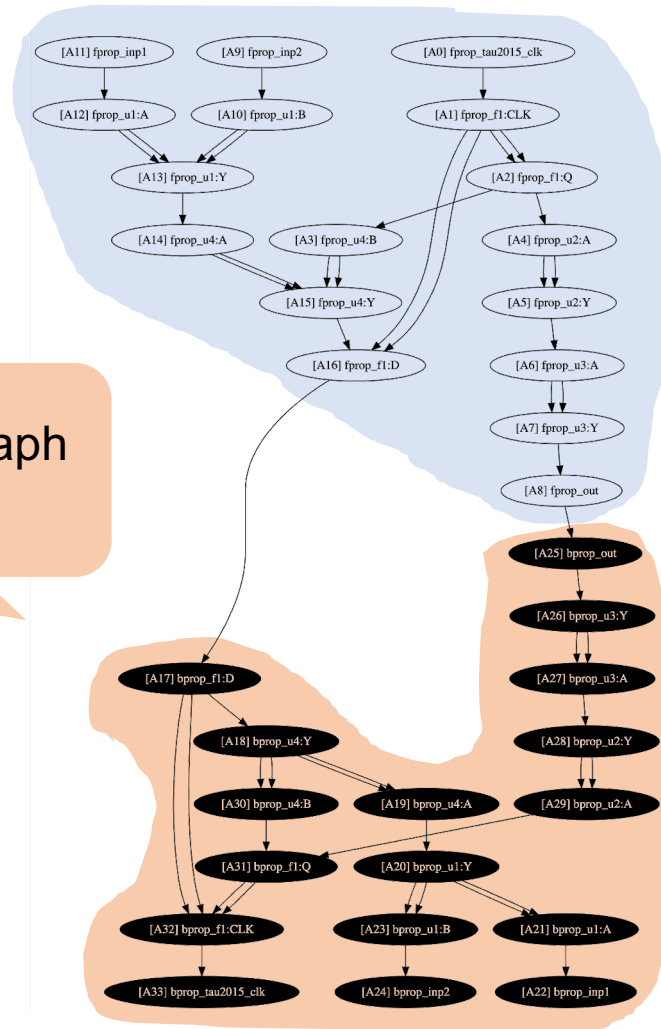 [A11] fprop_inp1
[A9] fprop_inp2
[A0] fprop_tau2015_clk
[A12] fprop_u1:A
[A10] fprop_u1:B
[A1] fprop_f1:CLK
[A13] fprop_u1:Y
[A2] fprop_f1:Q
[A14] fprop_u4:A
[A3] fprop_u4:B
[A4] fprop_u2:A
[A15] fprop_u4:Y
[A5] fprop_u2:Y
[A16] fprop_f1:D
[A6] fprop_u3:A
aph
[A7] fprop_u3:Y
[A8] fprop_out
[A25] bprop_out
[A26] bprop_u3:Y
[A17] bprop_f1:D
[A27] bprop_u3:A
[A18] bprop_u4:Y
[A28] bprop_u2:Y
[A30] bprop_u4:B
[A19] bprop_u4:A
[A29] bprop_u2:A
[A31] bprop_f1:Q
[A20] bprop_u1:Y
[A32] bprop_f1:CLK
[A23] bprop_u1:B
[A21] bprop_u1:A
[A33] bprop_tau2015_clk
[A24] bprop_inp2
[A22] bprop_inp1